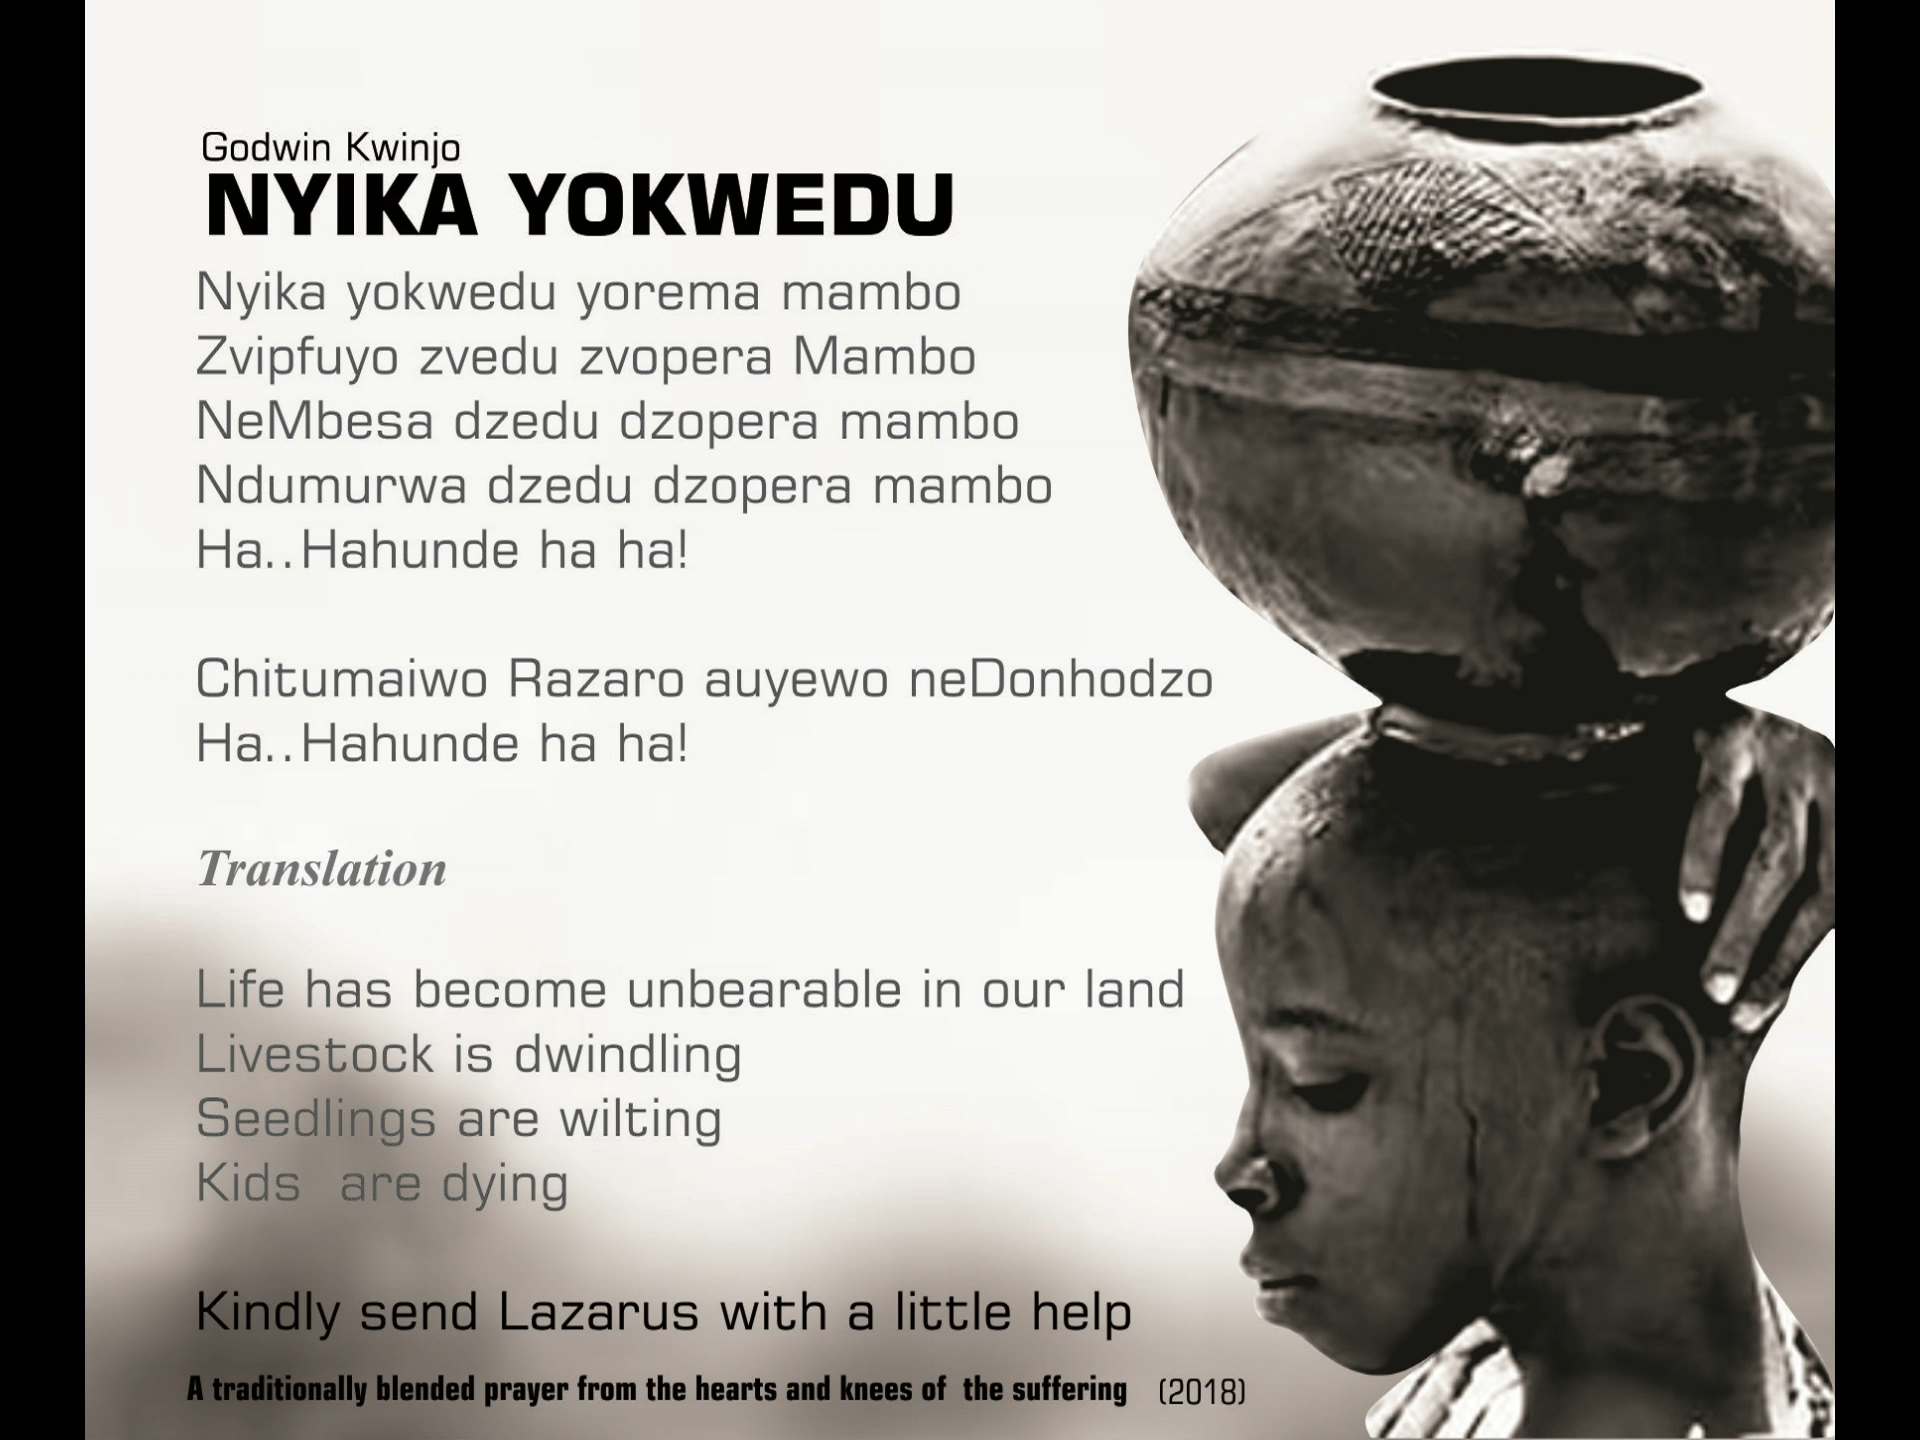 Godwin Kwinjo
NYIKA YOKWEDU
Nyika yokwedu yorema mambo
Zvipfuyo zvedu zvopera Mambo
NeMbesa dzedu dzopera mambo
Ndumurwa dzedu dzopera mambo
Ha..Hahunde ha ha!
Chitumaiwo Razaro auyewo neDonhodzo
Ha..Hahunde ha ha!
Translation
Life has become unbearable in our land
Livestock is dwindling
Seedlings are wilting
Kids are dying
Kindly send Lazarus with a little help
A traditionally blended prayer from the hearts and knees of the suffering (2018)